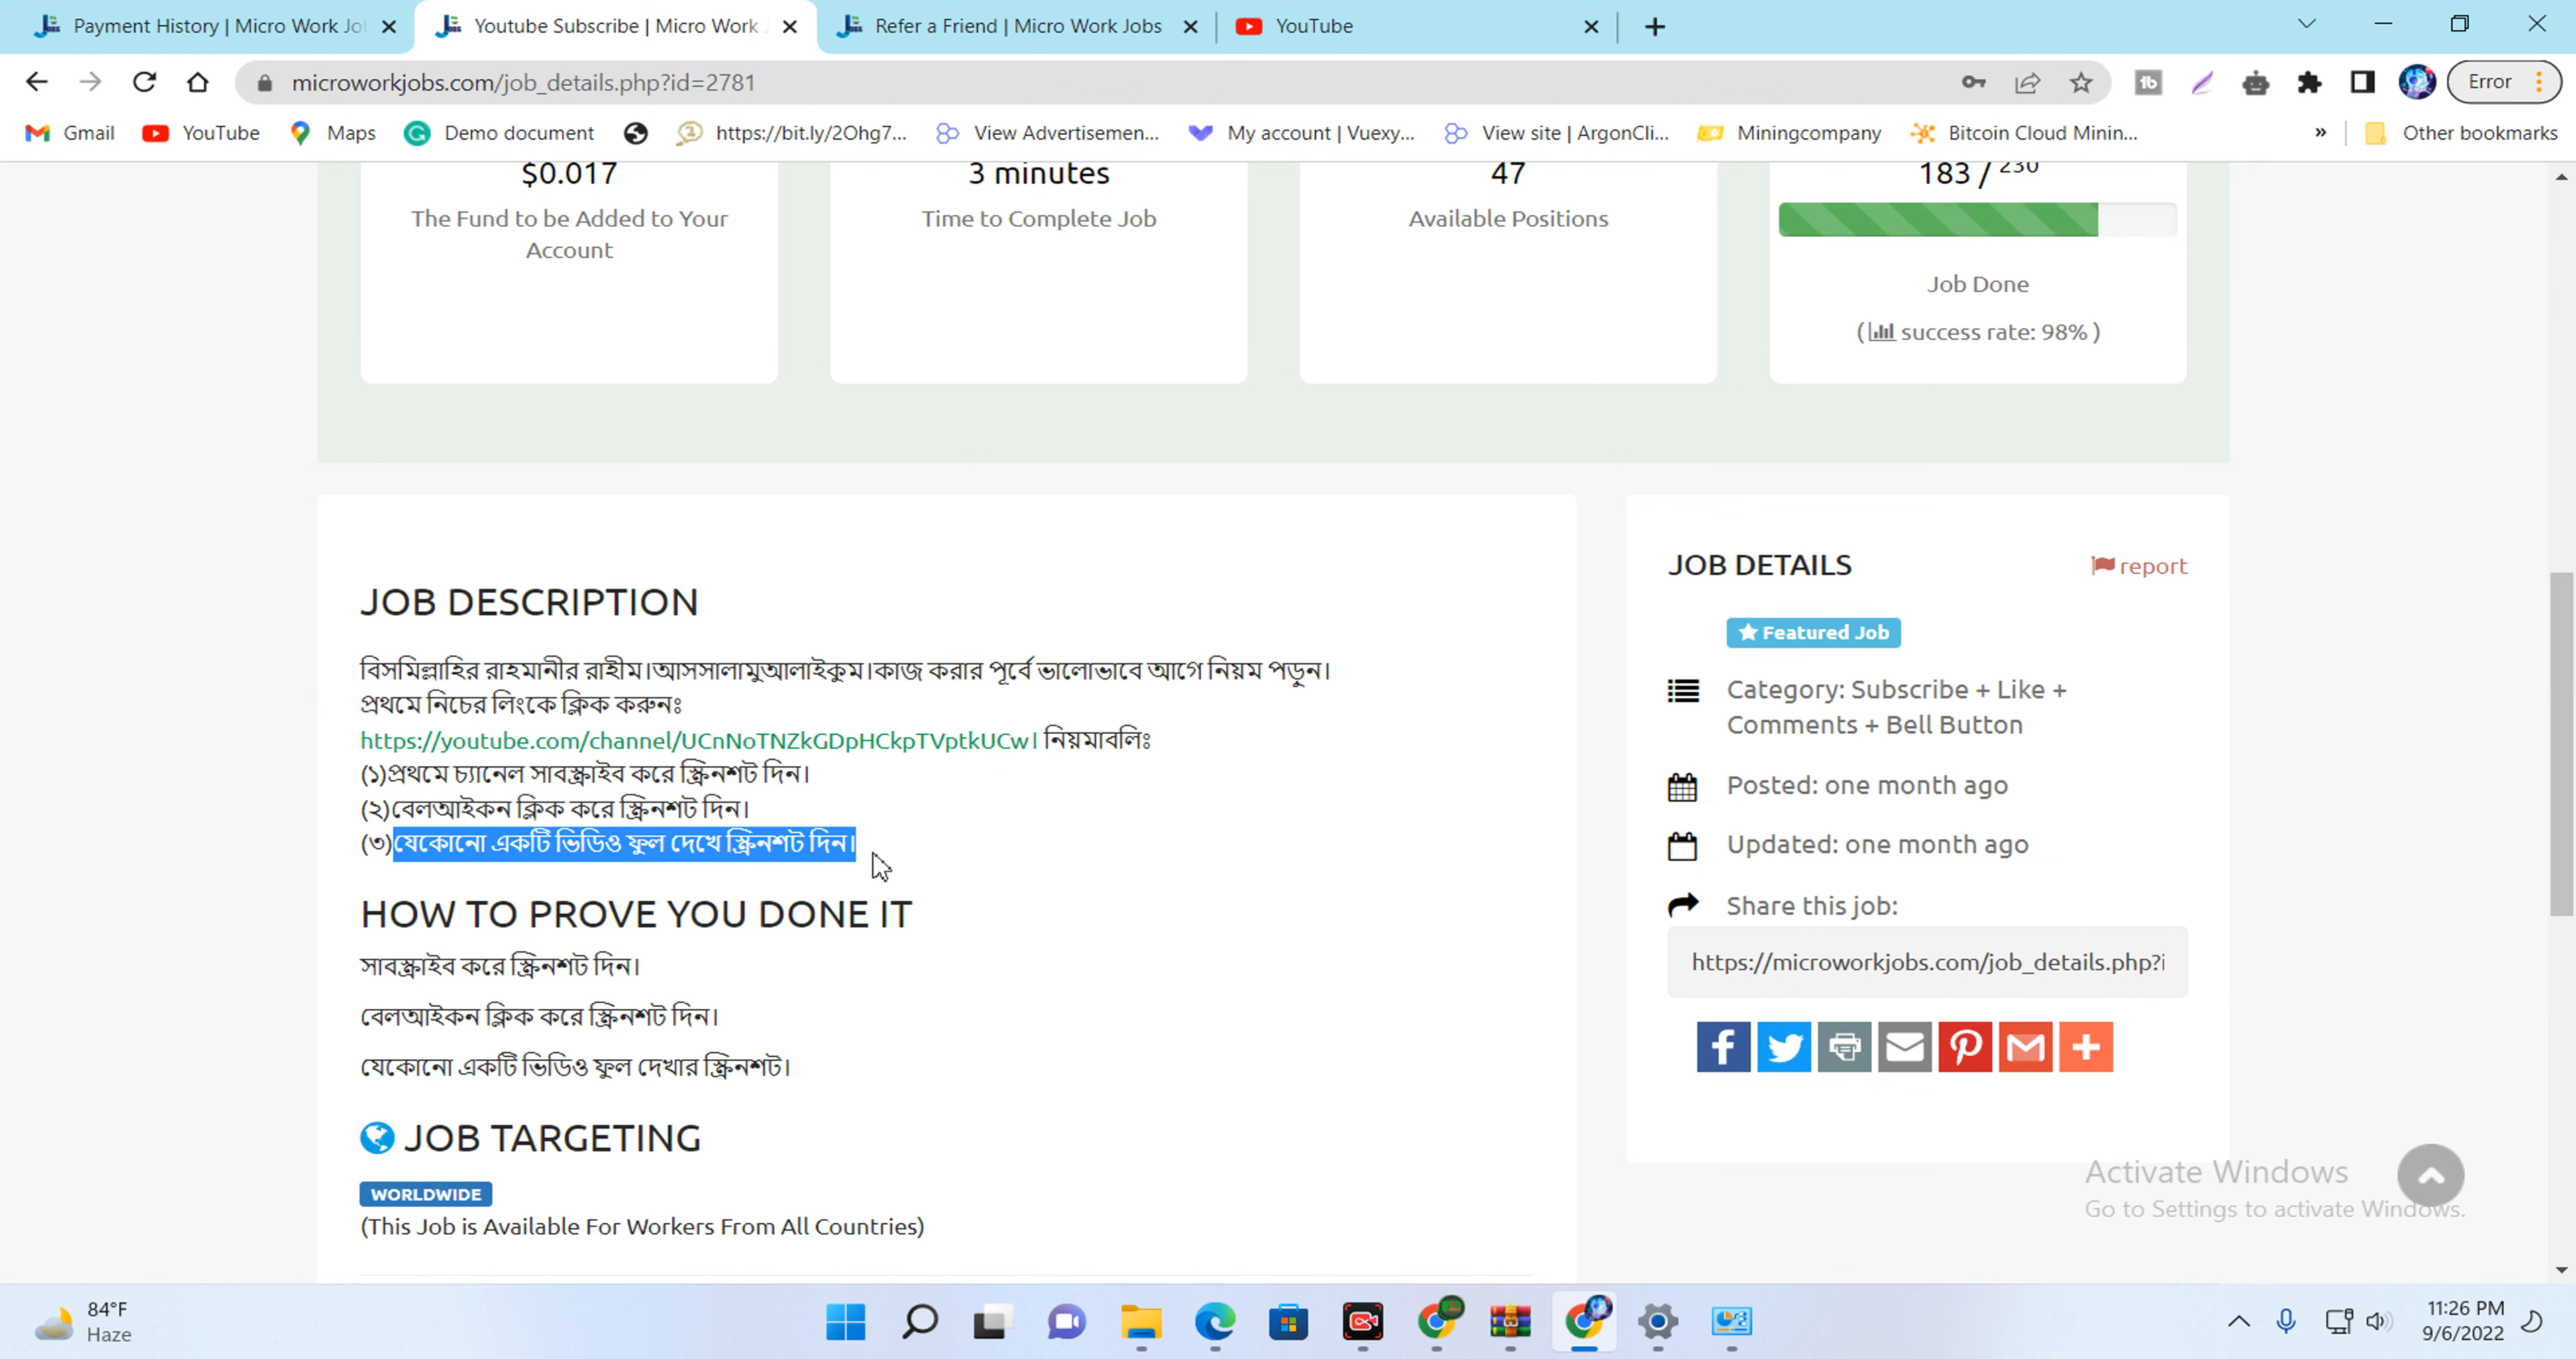 Payment History | Micro Work Jo
Youtube Subscribe | Micro Work
Refer a Friend | Micro Work Jobs
YouTube
microworkjobs.com/job_details.php?id=2781
Error
Gmail
YouTube
Maps
Demo document
https://bit.ly/2Ohg7...
View Advertisemen...
My account | Vuexy...
View site | ArgonCli...
Miningcompany
Bitcoin Cloud Minin...
»
Other bookmarks
$0.017
The Fund to be Added to Your
Account
3 minutes
Time to Complete Job
47
Available Positions
183 / 230
Job Done
( success rate: 98% )
JOB DESCRIPTION
বিসমিল্লাহির রাহমানীর রাহীম।আসসালামুআলাইকুম।কাজ করার পূর্বে ভালোভাবে আগে নিয়ম পড়ুন।
প্রথমে নিচের লিংকে ক্লিক করুনঃ
https://youtube.com/channel/UCnNoTNZkGDpHCkpTVptkUCw। নিয়মাবলিঃ
(১)প্রথমে চ্যানেল সাবস্ক্রাইব করে স্ক্রিনশট দিন।
(২)বেলআইকন ক্লিক করে স্ক্রিনশট দিন।
(৩)যেকোনো একটি ভিডিও ফুল দেখে স্ক্রিনশট দিন।
HOW TO PROVE YOU DONE IT
সাবস্ক্রাইব করে স্ক্রিনশট দিন।
বেলআইকন ক্লিক করে স্ক্রিনশট দিন।
যেকোনো একটি ভিডিও ফুল দেখার স্ক্রিনশট।
JOB TARGETING
WORLDWIDE
(This Job is Available For Workers From All Countries)
JOB DETAILS
report
Featured Job
Category: Subscribe + Like +
Comments + Bell Button
Posted: one month ago
Updated: one month ago
Share this job:
https://microworkjobs.com/job_details.php?i
Activate Windows
Go to Settings to activate Windows.
84°F
Haze
11:26 PM
9/6/2022